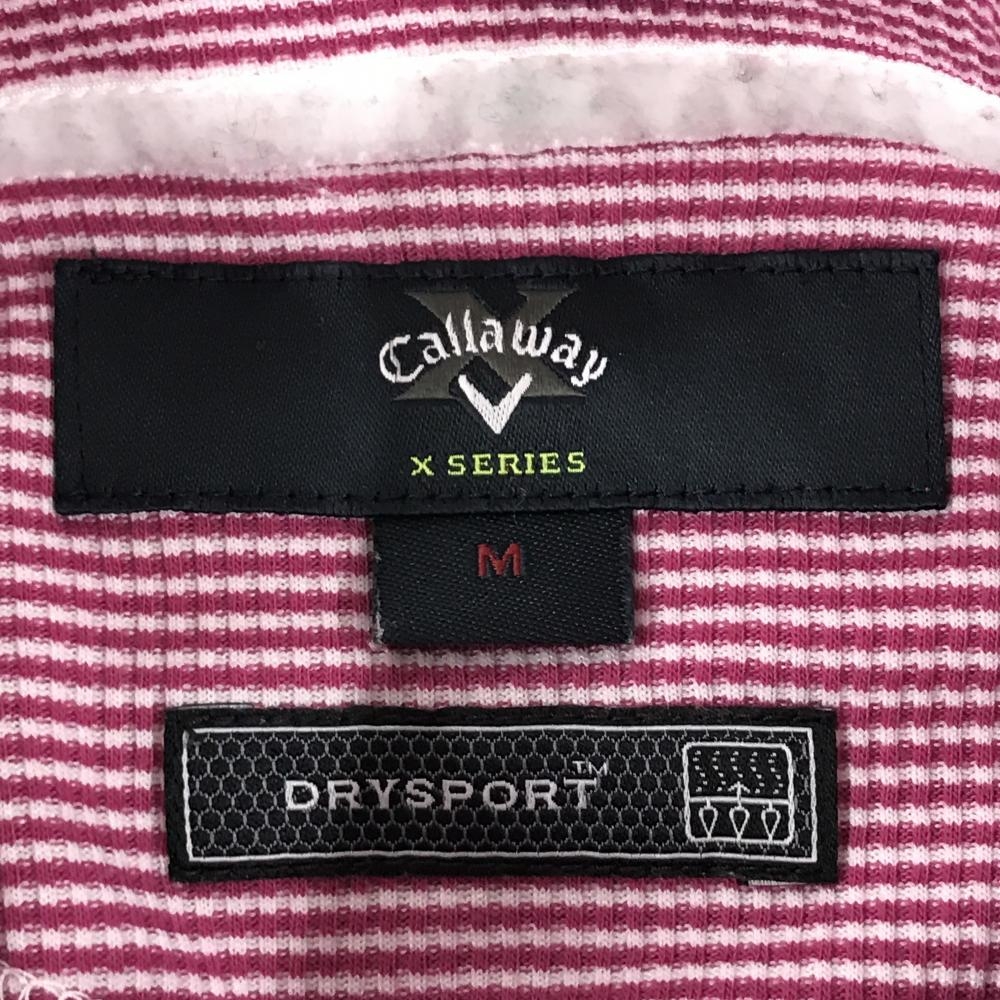 Callaway
X SERIES
M
DRYSPORT™